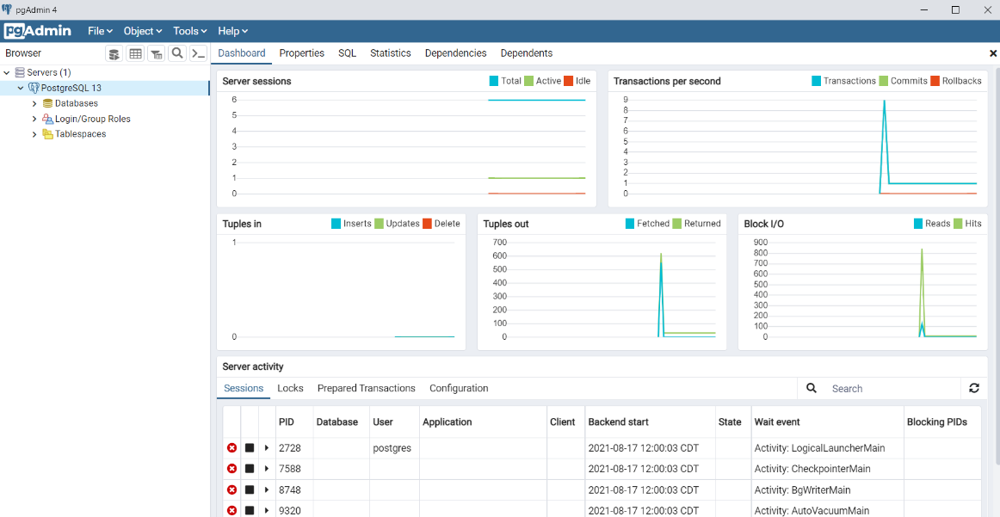 pgAdmin 4
pgAdmin File Object Tools Help
Browser
Dashboard Properties SQL Statistics Dependencies Dependents
Servers (1)
PostgreSQL 13
Databases
Login/Group Roles
Tablespaces
Server sessions Total Active Idle
6
5
4
3
2
1
0
Transactions per second Transactions Commits Rollbacks
9
8
7
6
5
4
3
2
1
0
Tuples in Inserts Updates Delete
1
0
Tuples out Fetched Returned
700
600
500
400
300
200
100
0
Block I/O Reads Hits
900
800
700
600
500
400
300
200
100
0
Server activity
Sessions Locks Prepared Transactions Configuration Search
PID Database User Application Client Backend start State Wait event Blocking PIDs
2728 postgres 2021-08-17 12:00:03 CDT Activity: LogicalLauncherMain
7588 2021-08-17 12:00:03 CDT Activity: CheckpointerMain
8748 2021-08-17 12:00:03 CDT Activity: BgWriterMain
9320 2021-08-17 12:00:03 CDT Activity: AutoVacuumMain